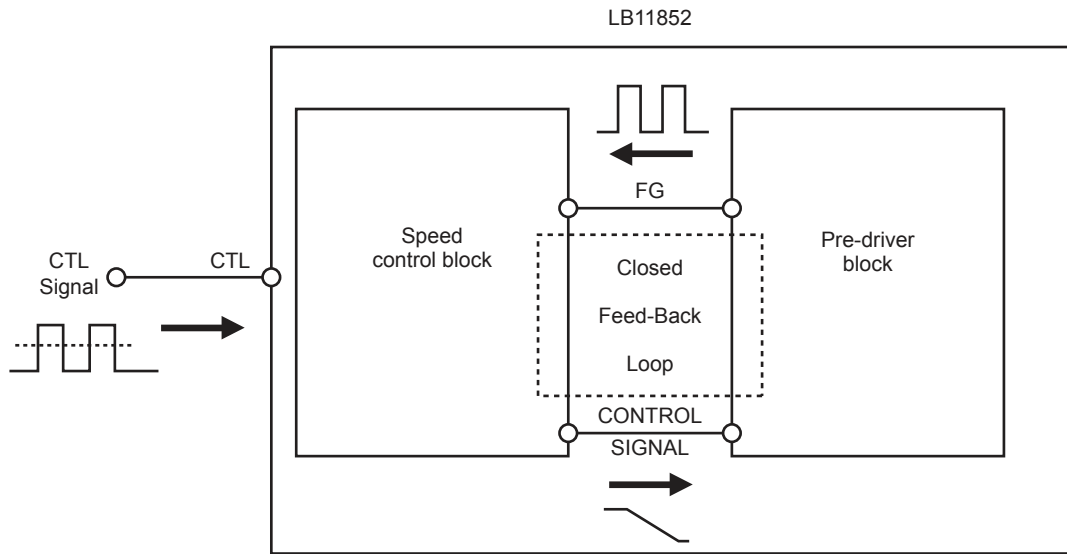 LB11852
FG
Speed
control block
Pre-driver
block
CTL
Signal
CTL
Closed
Feed-Back
Loop
CONTROL
SIGNAL